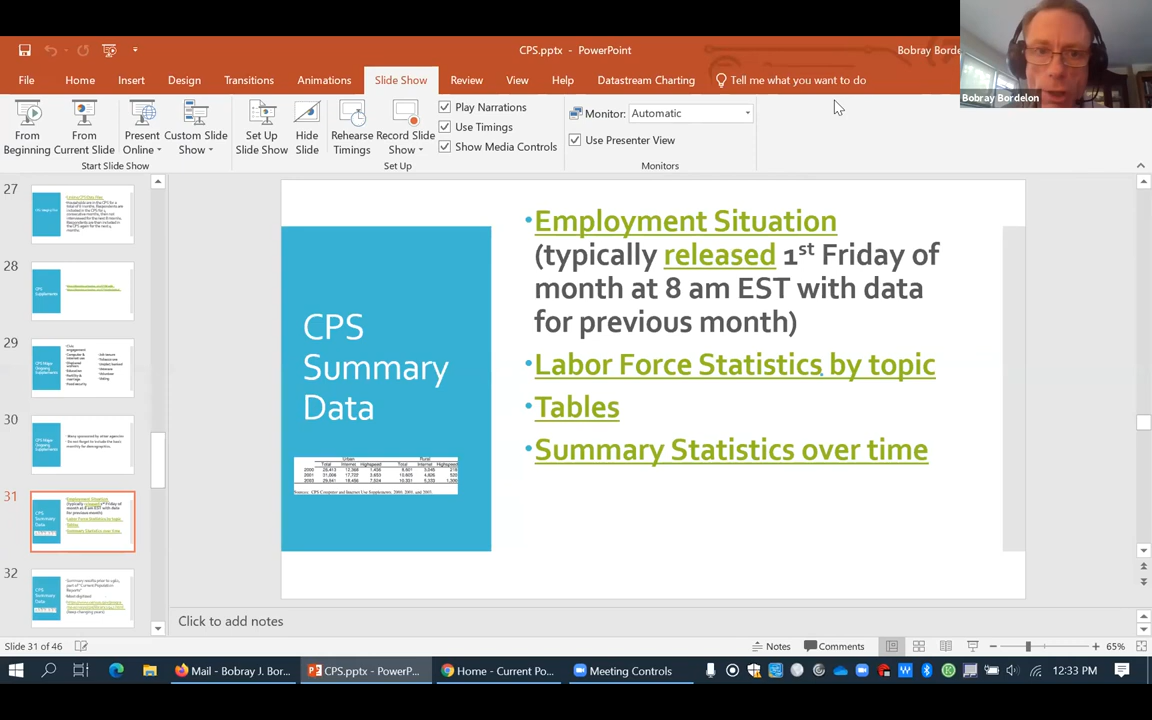 CPS.pptx - PowerPoint
Bobray Bordelon
File Home Insert Design Transitions Animations Slide Show Review View Help Datastream Charting Tell me what you want to do
From Beginning
From Current Slide
Present Online
Custom Slide Show
Start Slide Show
Set Up Slide Show
Hide Slide
Rehearse Timings
Record Slide Show
Play Narrations
Use Timings
Show Media Controls
Set Up
Monitor: Automatic
Use Presenter View
Monitors
27
28
29
30
31
32
CPS
Summary
Data
•Employment Situation
(typically released 1st Friday of
month at 8 am EST with data
for previous month)
•Labor Force Statistics by topic
•Tables
•Summary Statistics over time
Click to add notes
Slide 31 of 46
Notes Comments 65%
Mail - Bobray J. Bor...
CPS.pptx - PowerP...
Home - Current Po...
Meeting Controls
12:33 PM